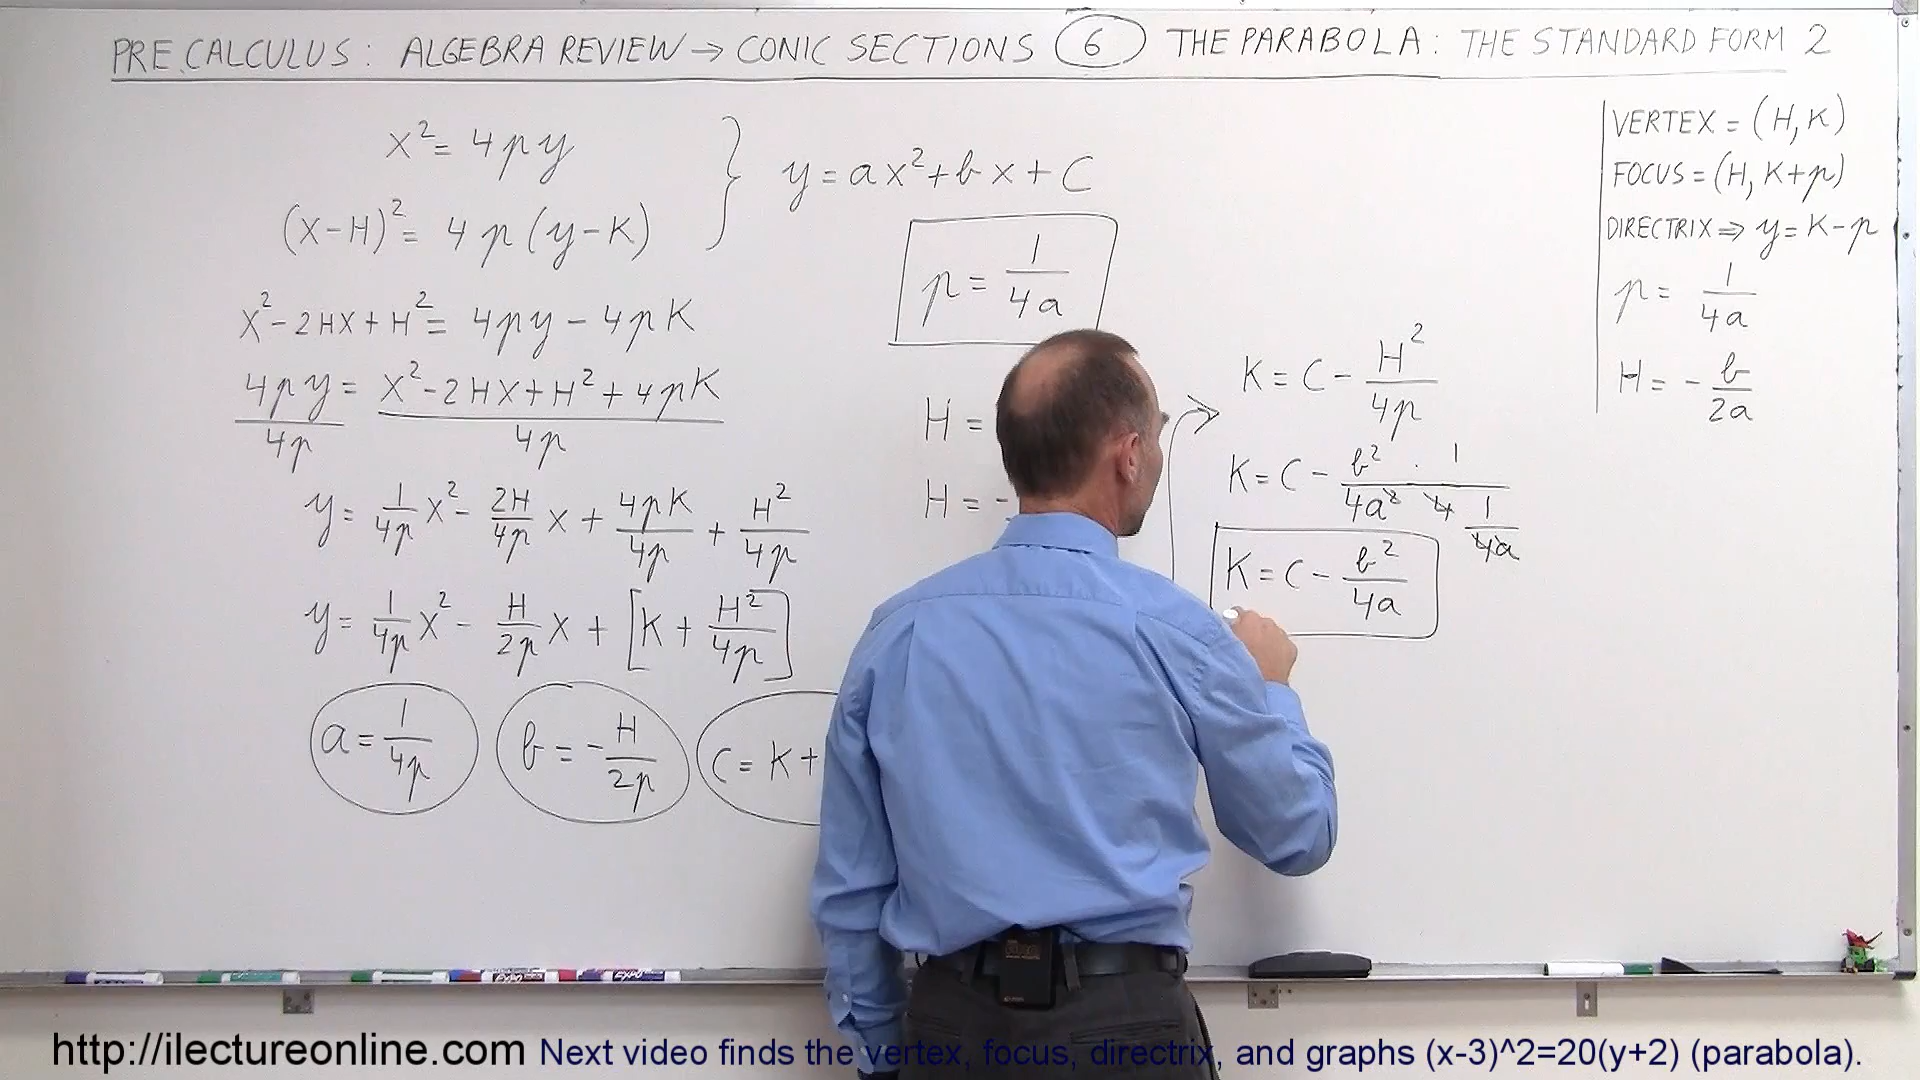 PRE CALCULUS: ALGEBRA REVIEW → CONIC SECTIONS 6 THE PARABOLA: THE STANDARD FORM 2
x² = 4py
(x-H)² = 4p(y-K)
x² - 2Hx + H² = 4py - 4pK
4py/4p = (x² - 2Hx + H² + 4pK)/4p
y = 1/4p x² - 2H/4p x + 4pK/4p + H²/4p
y = 1/4p x² - H/2p x + [K + H²/4p]
a = 1/4p
b = -H/2p
C = K +
y = ax² + bx + C
p = 1/4a
H =
H = -
K = C - H²/4p
K = C - b²/4a² · 1/(4 1/4a)
K = C - b²/4a
VERTEX = (H, K)
FOCUS = (H, K+p)
DIRECTRIX ⇒ y = K-p
p = 1/4a
H = - b/2a
EXPO EXPO
http://ilectureonline.com Next video finds the vertex, focus, directrix, and graphs (x-3)^2=20(y+2) (parabola).